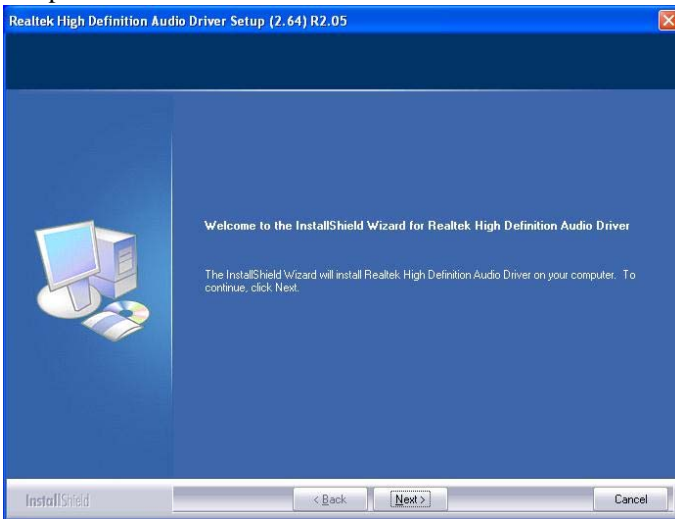 Realtek High Definition Audio Driver Setup (2.64) R2.05
Welcome to the InstallShield Wizard for Realtek High Definition Audio Driver
The InstallShield Wizard will install Realtek High Definition Audio Driver on your computer. To
continue, click Next.
InstallShield
< Back
Next >
Cancel